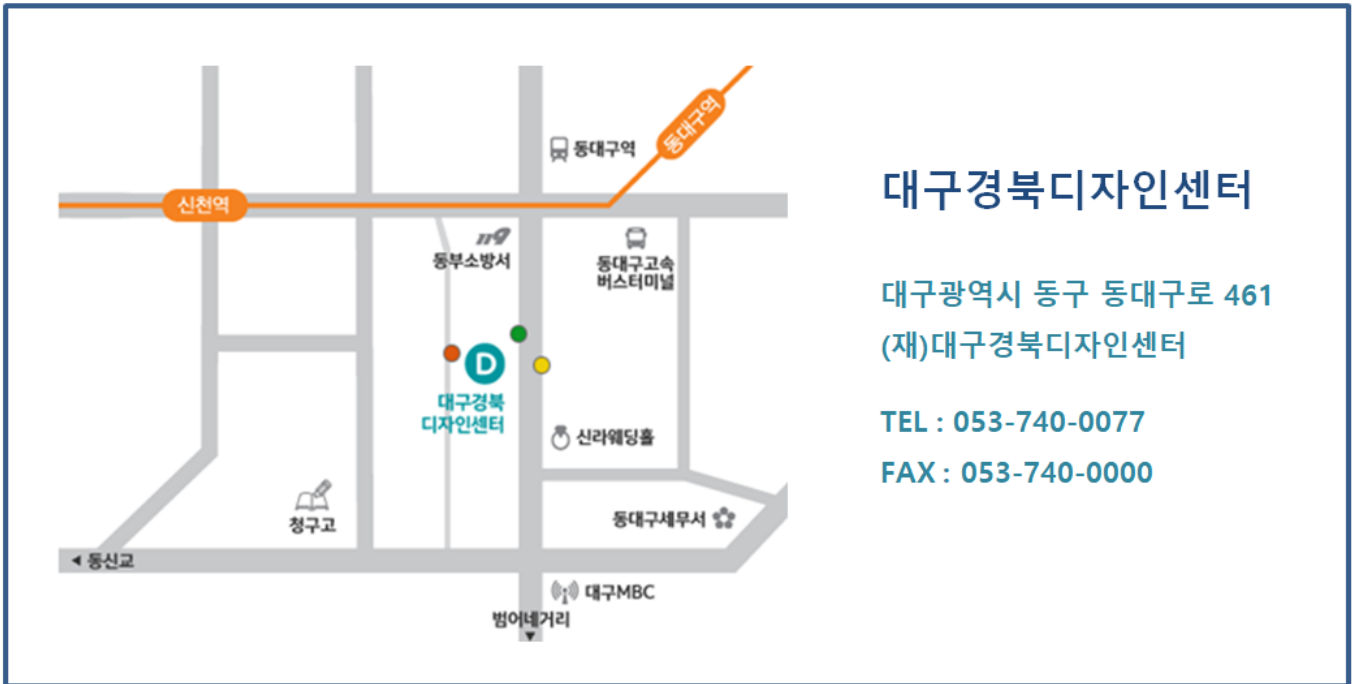 동대구역
동대구역
신천역
119
동부소방서
동대구고속
버스터미널
D
대구경북
디자인센터
신라웨딩홀
청구고
동대구세무서
◀ 동신교
대구MBC
범어네거리
▼
대구경북디자인센터
대구광역시 동구 동대구로 461
(재)대구경북디자인센터
TEL : 053-740-0077
FAX : 053-740-0000